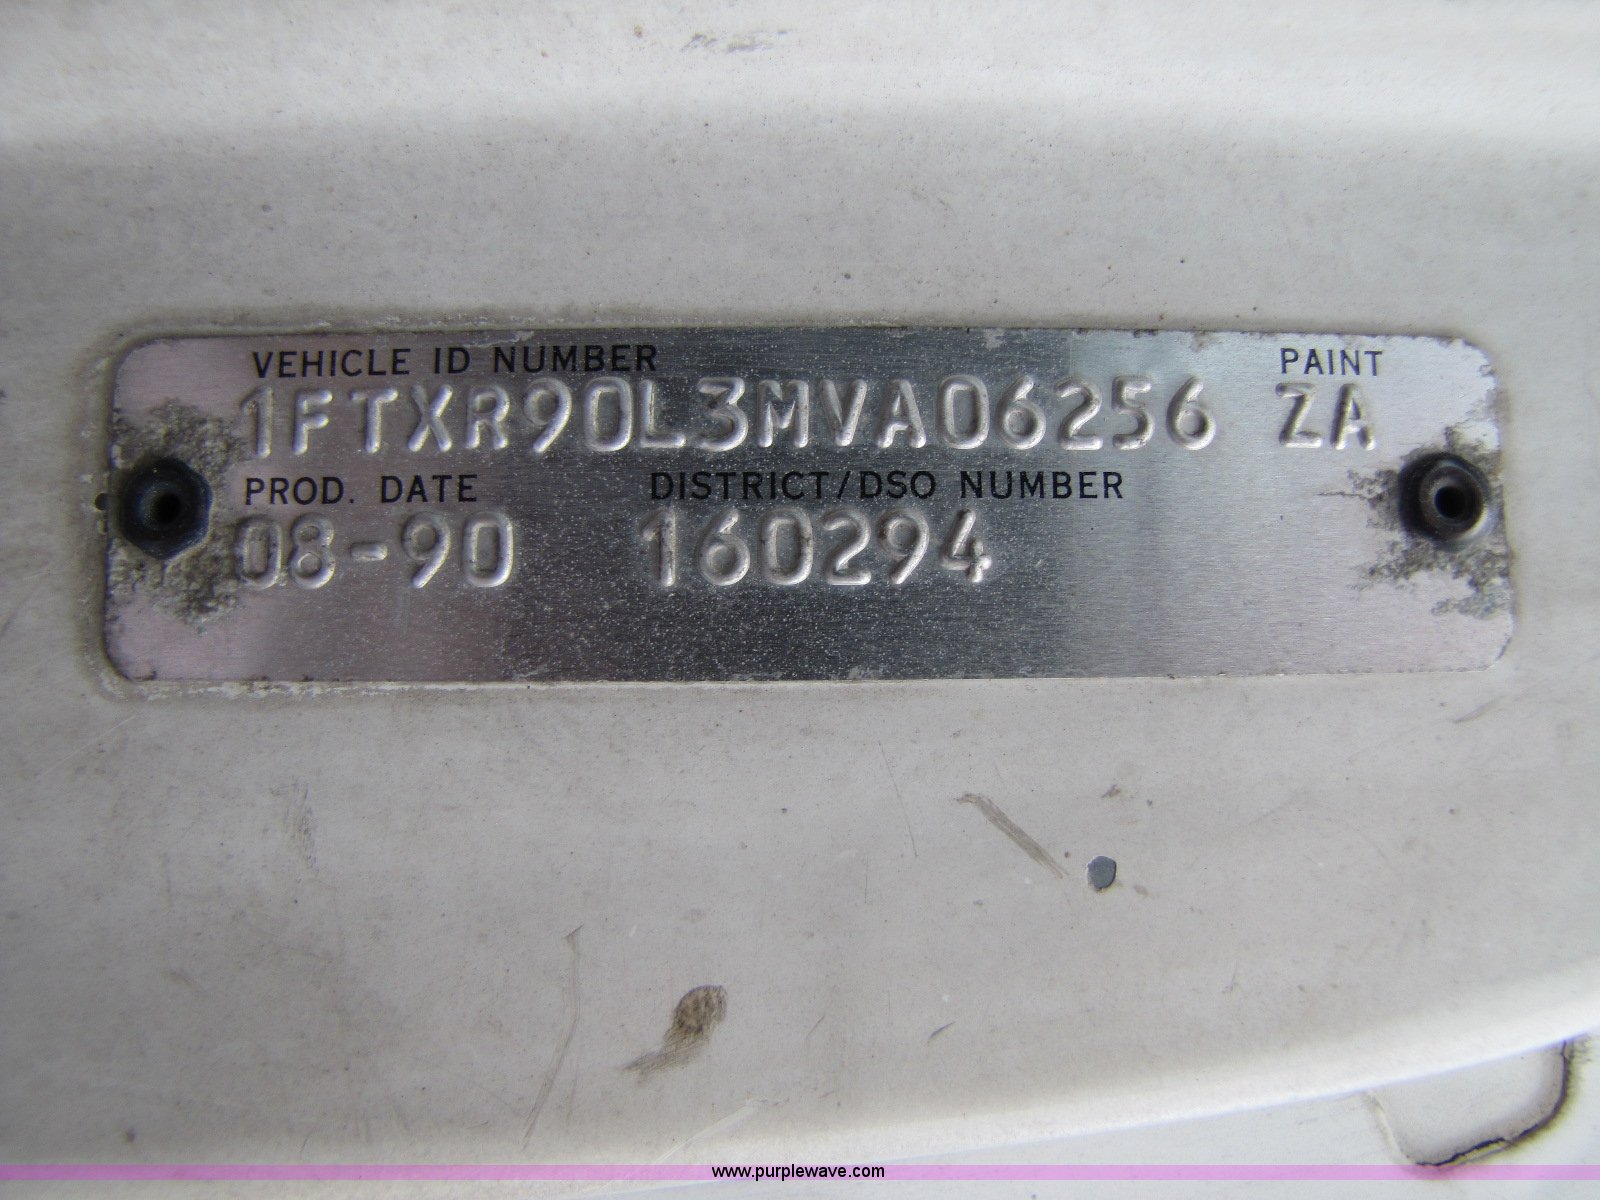 VEHICLE ID NUMBER PAINT
1FTXR90L3MVA06256 ZA
PROD. DATE DISTRICT/DSO NUMBER
08-90 160294
www.purplewave.com